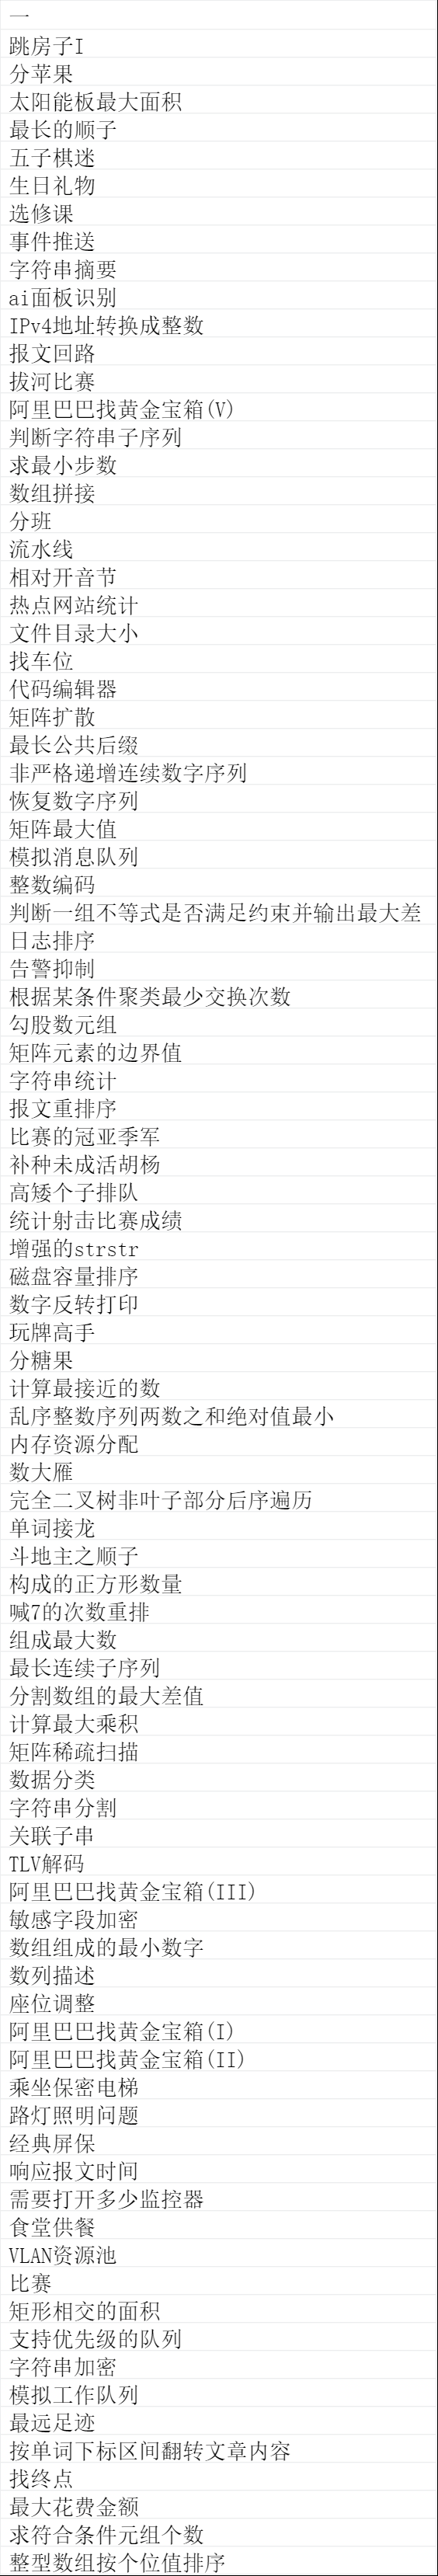 一
跳房子I
分苹果
太阳能板最大面积
最长的顺子
五子棋迷
生日礼物
选修课
事件推送
字符串摘要
ai面板识别
IPv4地址转换成整数
报文回路
拔河比赛
阿里巴巴找黄金宝箱(V)
判断字符串子序列
求最小步数
数组拼接
分班
流水线
相对开音节
热点网站统计
文件目录大小
找车位
代码编辑器
矩阵扩散
最长公共后缀
非严格递增连续数字序列
恢复数字序列
矩阵最大值
模拟消息队列
整数编码
判断一组不等式是否满足约束并输出最大差
日志排序
告警抑制
根据某条件聚类最少交换次数
勾股数元组
矩阵元素的边界值
字符串统计
报文重排序
比赛的冠亚季军
补种未成活胡杨
高矮个子排队
统计射击比赛成绩
增强的strstr
磁盘容量排序
数字反转打印
玩牌高手
分糖果
计算最接近的数
乱序整数序列两数之和绝对值最小
内存资源分配
数大雁
完全二叉树非叶子部分后序遍历
单词接龙
斗地主之顺子
构成的正方形数量
喊7的次数重排
组成最大数
最长连续子序列
分割数组的最大差值
计算最大乘积
矩阵稀疏扫描
数据分类
字符串分割
关联子串
TLV解码
阿里巴巴找黄金宝箱(III)
敏感字段加密
数组组成的最小数字
数列描述
座位调整
阿里巴巴找黄金宝箱(I)
阿里巴巴找黄金宝箱(II)
乘坐保密电梯
路灯照明问题
经典屏保
响应报文时间
需要打开多少监控器
食堂供餐
VLAN资源池
比赛
矩形相交的面积
支持优先级的队列
字符串加密
模拟工作队列
最远足迹
按单词下标区间翻转文章内容
找终点
最大花费金额
求符合条件元组个数
整型数组按个位值排序